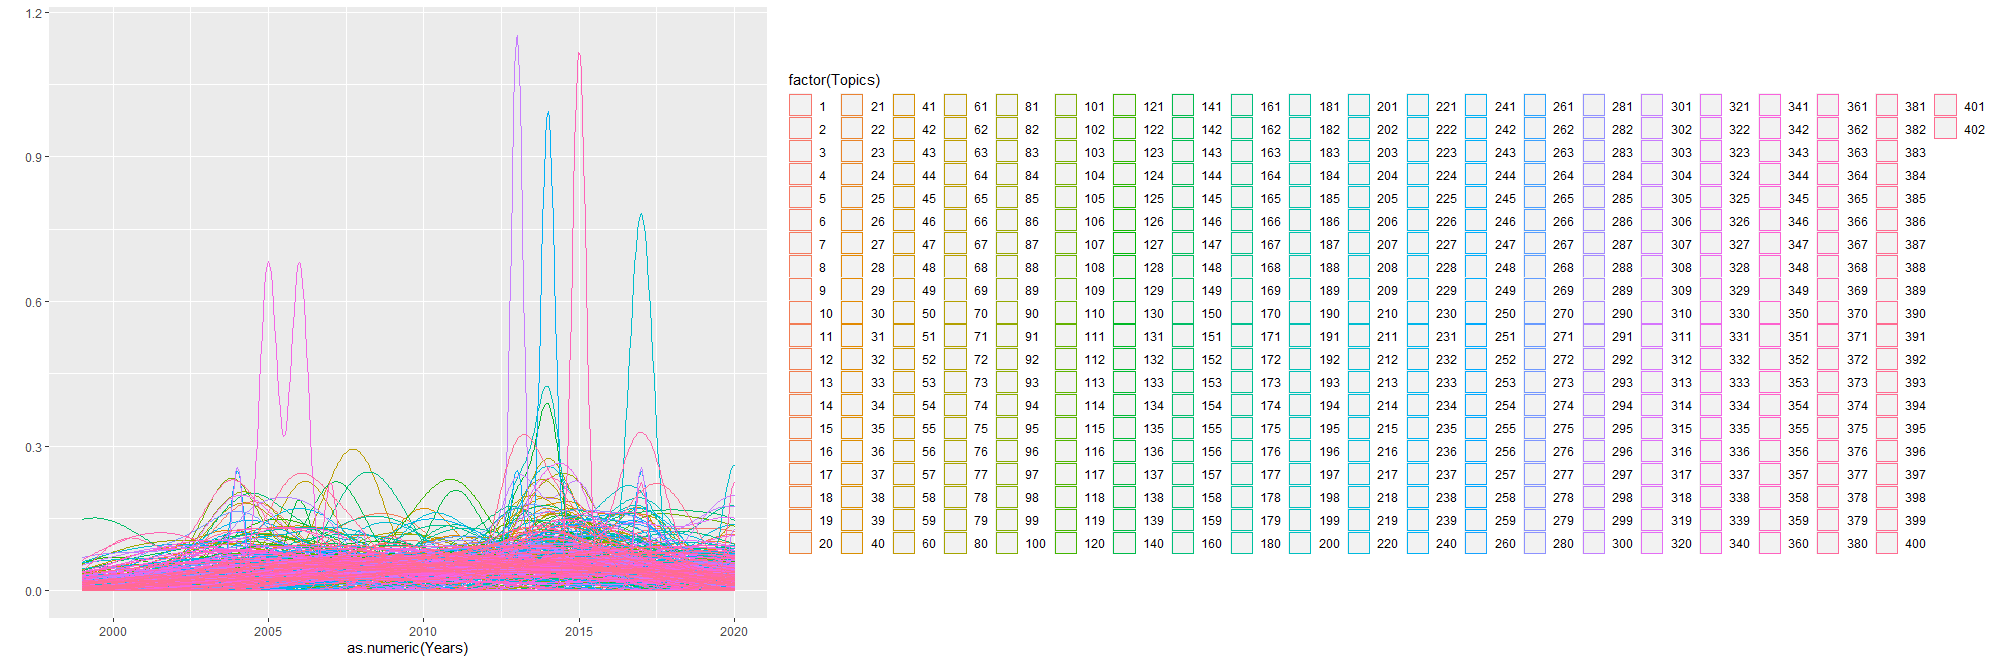 1.2
0.9
0.6
0.3
0.0
2000 2005 2010 2015 2020
as.numeric(Years)
factor(Topics)
1 21 41 61 81 101 121 141 161 181 201 221 241 261 281 301 321 341 361 381 401
2 22 42 62 82 102 122 142 162 182 202 222 242 262 282 302 322 342 362 382 402
3 23 43 63 83 103 123 143 163 183 203 223 243 263 283 303 323 343 363 383
4 24 44 64 84 104 124 144 164 184 204 224 244 264 284 304 324 344 364 384
5 25 45 65 85 105 125 145 165 185 205 225 245 265 285 305 325 345 365 385
6 26 46 66 86 106 126 146 166 186 206 226 246 266 286 306 326 346 366 386
7 27 47 67 87 107 127 147 167 187 207 227 247 267 287 307 327 347 367 387
8 28 48 68 88 108 128 148 168 188 208 228 248 268 288 308 328 348 368 388
9 29 49 69 89 109 129 149 169 189 209 229 249 269 289 309 329 349 369 389
10 30 50 70 90 110 130 150 170 190 210 230 250 270 290 310 330 350 370 390
11 31 51 71 91 111 131 151 171 191 211 231 251 271 291 311 331 351 371 391
12 32 52 72 92 112 132 152 172 192 212 232 252 272 292 312 332 352 372 392
13 33 53 73 93 113 133 153 173 193 213 233 253 273 293 313 333 353 373 393
14 34 54 74 94 114 134 154 174 194 214 234 254 274 294 314 334 354 374 394
15 35 55 75 95 115 135 155 175 195 215 235 255 275 295 315 335 355 375 395
16 36 56 76 96 116 136 156 176 196 216 236 256 276 296 316 336 356 376 396
17 37 57 77 97 117 137 157 177 197 217 237 257 277 297 317 337 357 377 397
18 38 58 78 98 118 138 158 178 198 218 238 258 278 298 318 338 358 378 398
19 39 59 79 99 119 139 159 179 199 219 239 259 279 299 319 339 359 379 399
20 40 60 80 100 120 140 160 180 200 220 240 260 280 300 320 340 360 380 400